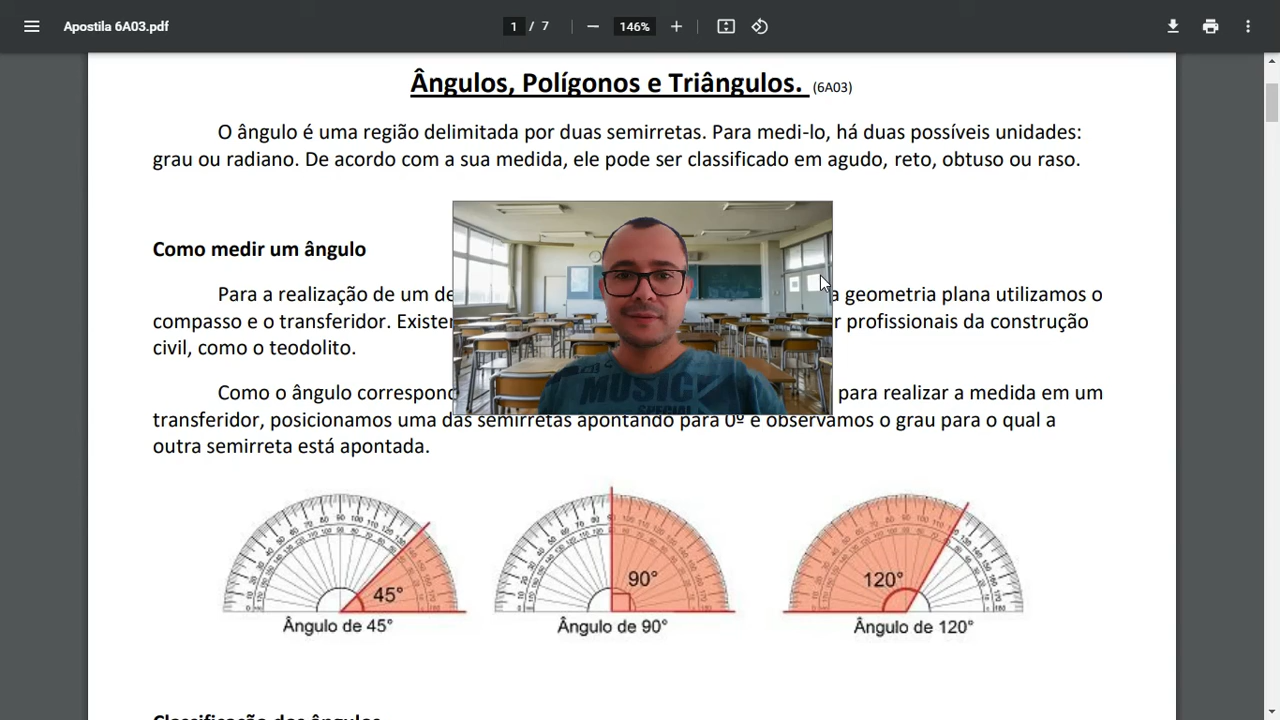 Apostila 6A03.pdf
1 / 7
146%
Ângulos, Polígonos e Triângulos. (6A03)
O ângulo é uma região delimitada por duas semirretas. Para medi-lo, há duas possíveis unidades:
grau ou radiano. De acordo com a sua medida, ele pode ser classificado em agudo, reto, obtuso ou raso.
Como medir um ângulo
Para a realização de um de geometria plana utilizamos o
compasso e o transferidor. Exister r profissionais da construção
civil, como o teodolito.
Como o ângulo correspond para realizar a medida em um
transferidor, posicionamos uma das semirretas apontando para 0º e observamos o grau para o qual a
outra semirreta está apontada.
45° 90° 120°
Ângulo de 45° Ângulo de 90° Ângulo de 120°
MUSIC
Classificação dos ângulos